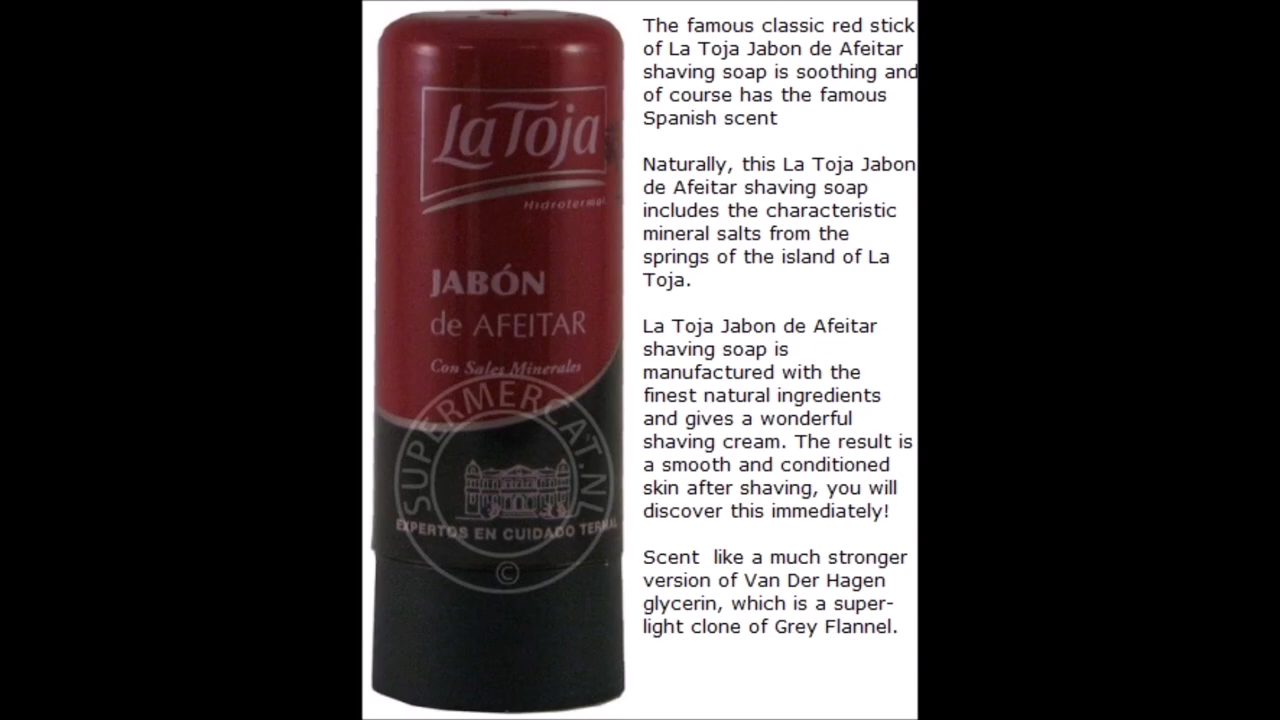 La Toja
Hidrotermal
JABÓN
de AFEITAR
Con Sales Minerales
SUPERMERCAT.NL
EXPERTOS EN CUIDADO TERMAL
©
The famous classic red stick
of La Toja Jabon de Afeitar
shaving soap is soothing and
of course has the famous
Spanish scent
Naturally, this La Toja Jabon
de Afeitar shaving soap
includes the characteristic
mineral salts from the
springs of the island of La
Toja.
La Toja Jabon de Afeitar
shaving soap is
manufactured with the
finest natural ingredients
and gives a wonderful
shaving cream. The result is
a smooth and conditioned
skin after shaving, you will
discover this immediately!
Scent  like a much stronger
version of Van Der Hagen
glycerin, which is a super-
light clone of Grey Flannel.